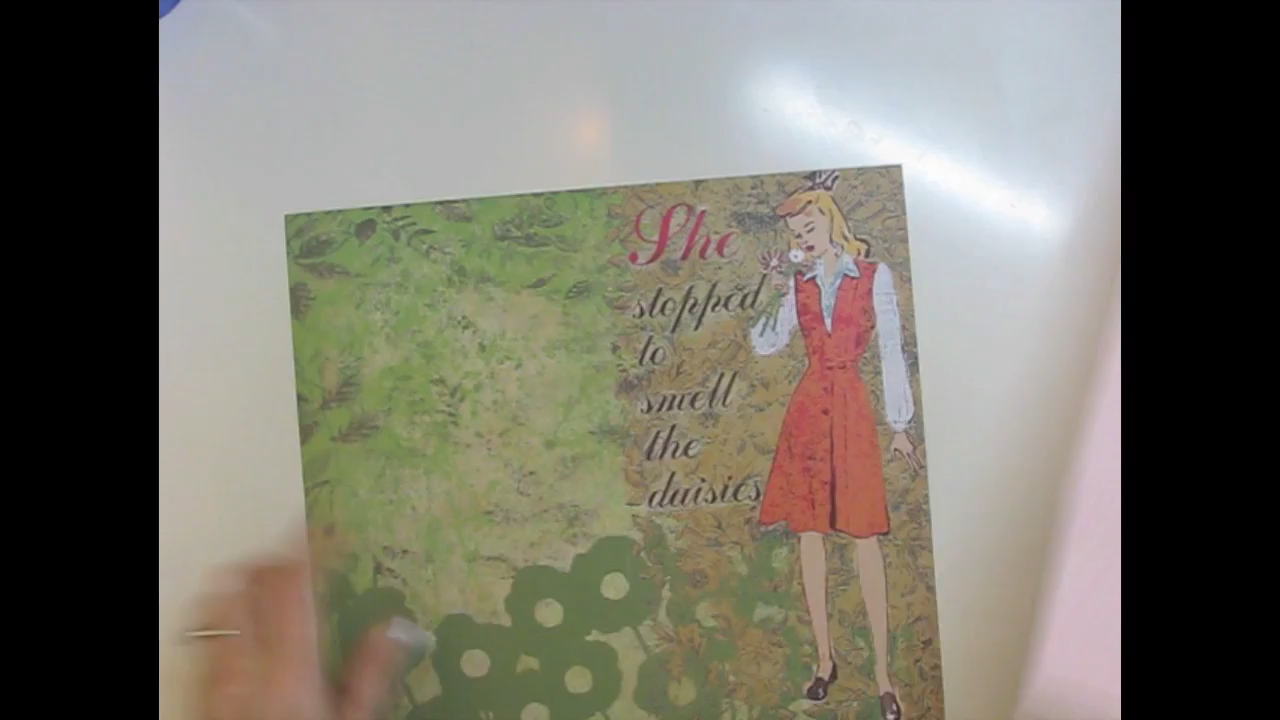 She
stopped
to
smell
the
daisies